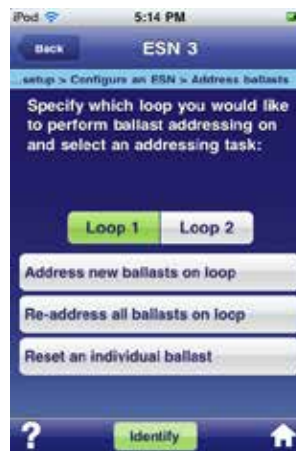 iPod 5:14 PM
Back ESN 3
...setup > Configure an ESN > Address ballasts
Specify which loop you would like
to perform ballast addressing on
and select an addressing task:
Loop 1 Loop 2
Address new ballasts on loop
Re-address all ballasts on loop
Reset an individual ballast
? Identify